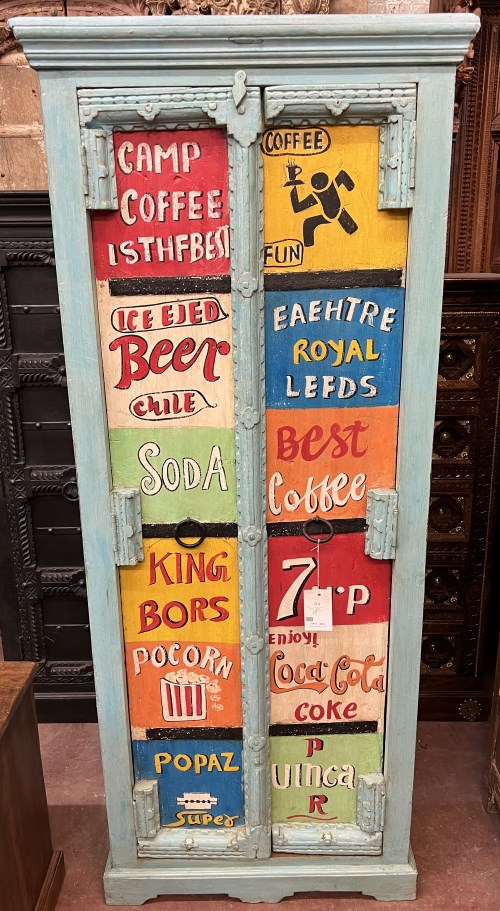 CAMP
COFFEE
ISTHFBEST
ICE EJED
Beer
chILE
SODA
KING
BORS
POCORN
POPAZ
Super
COFFEE
FUN
EAEHTRE
ROYAL
LEFDS
Best
Coffee
7 P
ENJOY!
Coca Cola
COKE
P
UINCA
R